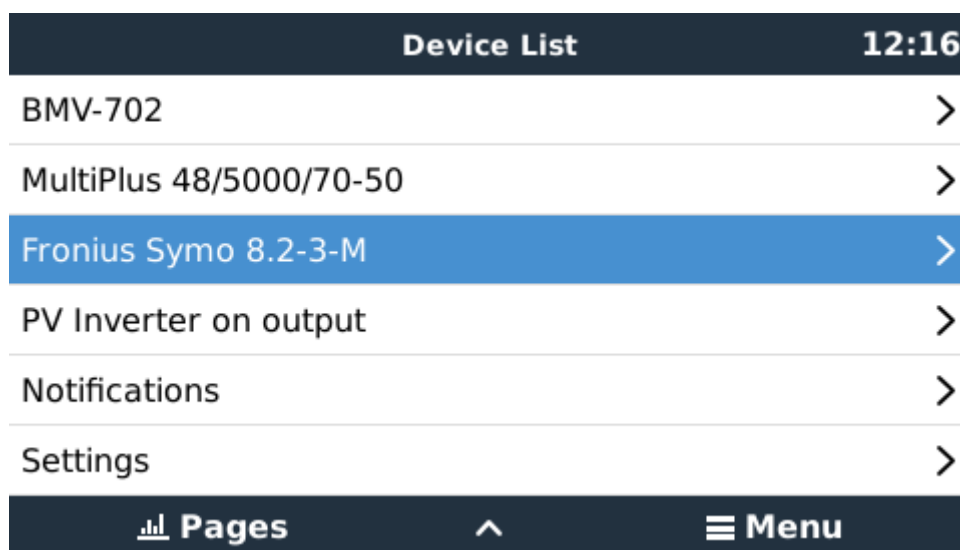 Device List 12:16
BMV-702
MultiPlus 48/5000/70-50
Fronius Symo 8.2-3-M
PV Inverter on output
Notifications
Settings
Pages Menu